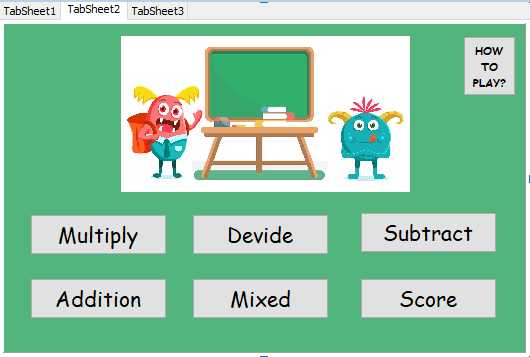 TabSheet1 TabSheet2 TabSheet3
HOW
TO
PLAY?
Multiply Devide Subtract
Addition Mixed Score